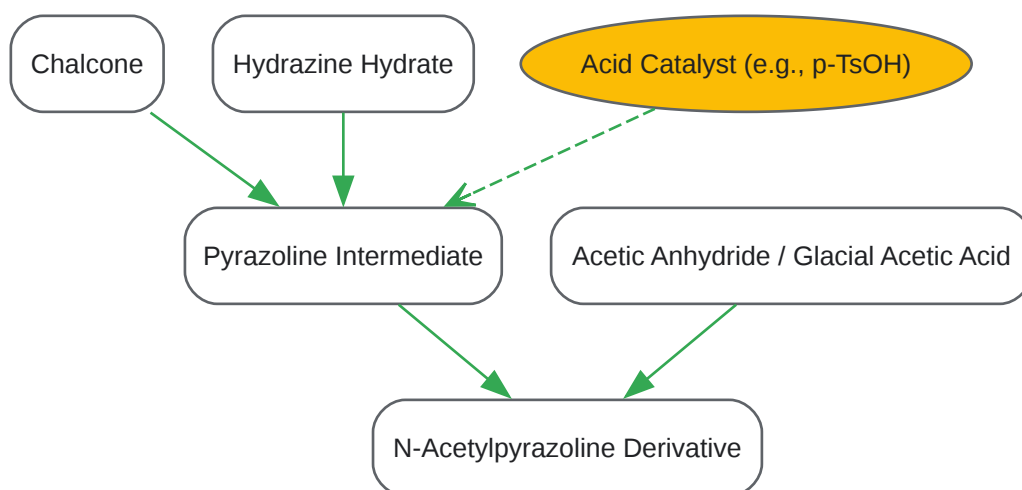 Chalcone
Hydrazine Hydrate
Acid Catalyst (e.g., p-TsOH)
Pyrazoline Intermediate
Acetic Anhydride / Glacial Acetic Acid
N-Acetylpyrazoline Derivative